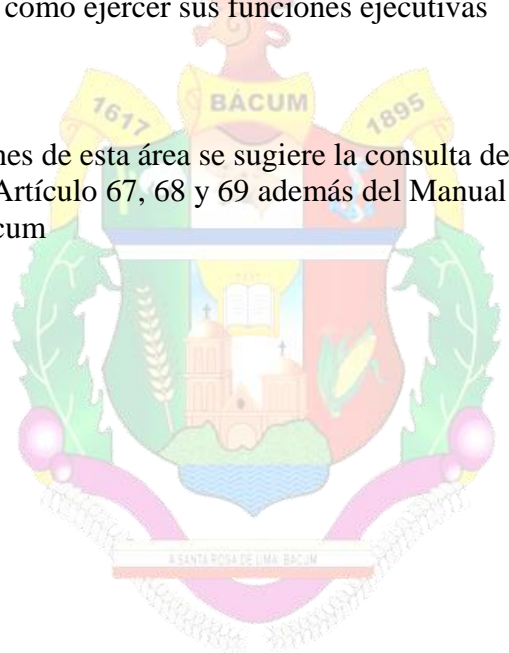 como ejercer sus funciones ejecutivas
1617 BÁCUM 1895
nes de esta área se sugiere la consulta de
Artículo 67, 68 y 69 además del Manual
cum
A SANTA ROSA DE LIMA BACUM